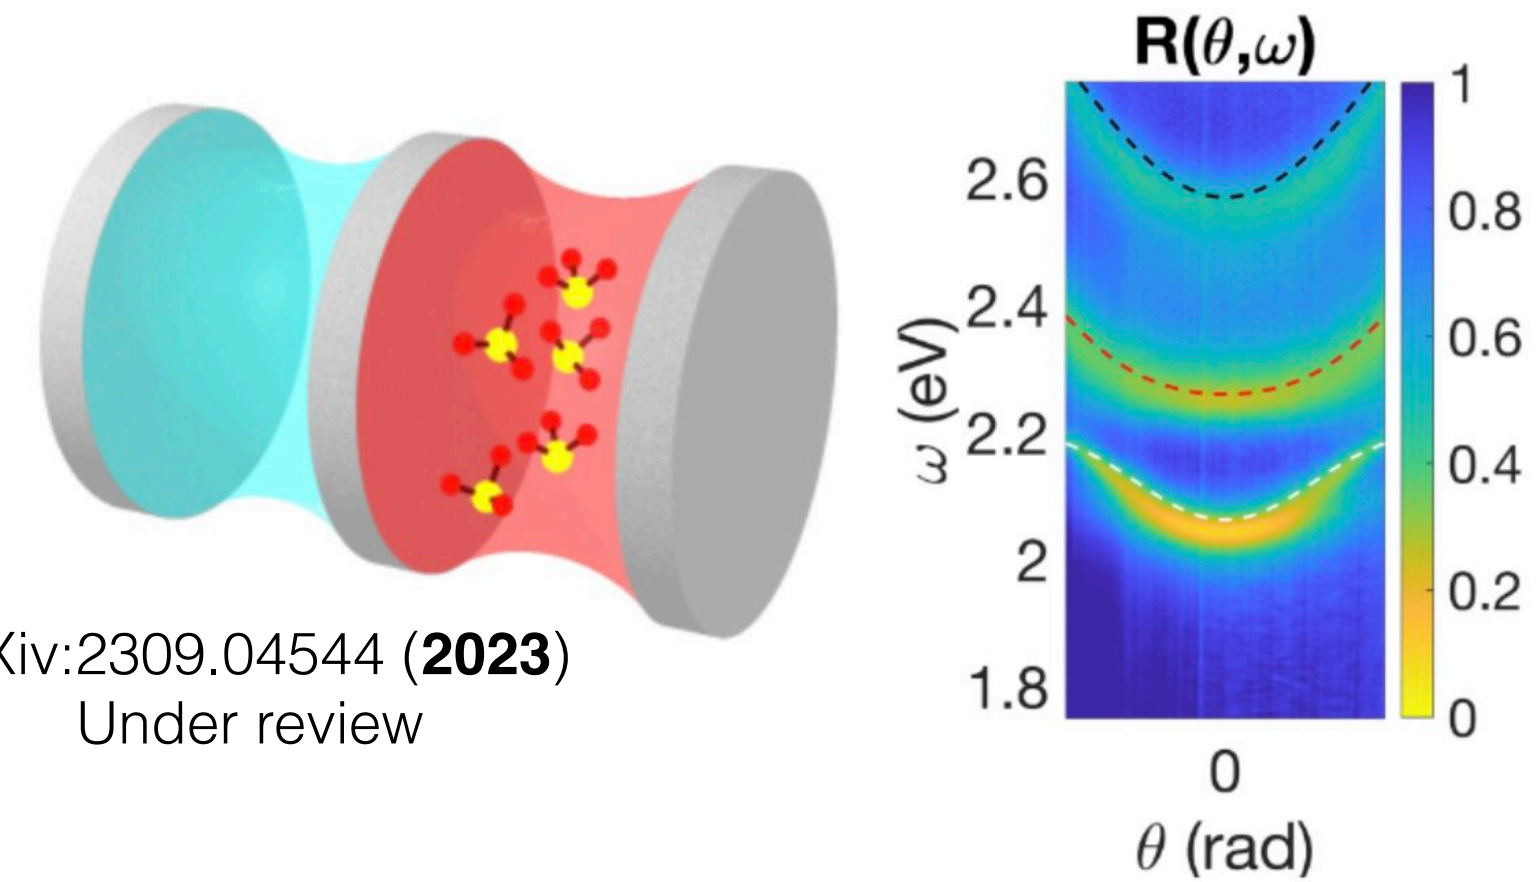 Xiv:2309.04544 (2023)
Under review
R(θ,ω)
ω (eV)
2.6
2.4
2.2
2
1.8
0
θ (rad)
1
0.8
0.6
0.4
0.2
0